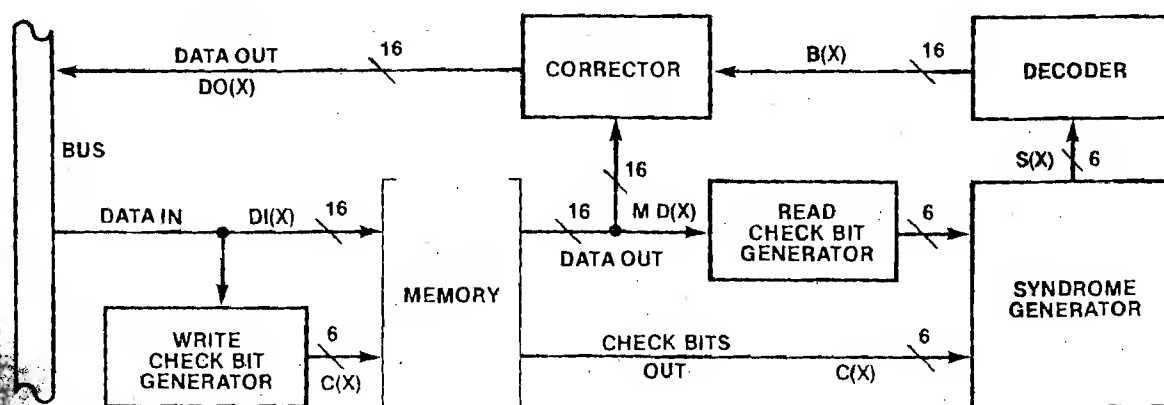 DATA OUT
DO(X)
16
CORRECTOR
B(X)
16
DECODER
BUS
16
S(X)
6
DATA IN
DI(X)
16
MEMORY
16
M D(X)
DATA OUT
READ
CHECK BIT
GENERATOR
6
SYNDROME
GENERATOR
WRITE
CHECK BIT
GENERATOR
6
C(X)
CHECK BITS
OUT
C(X)
6